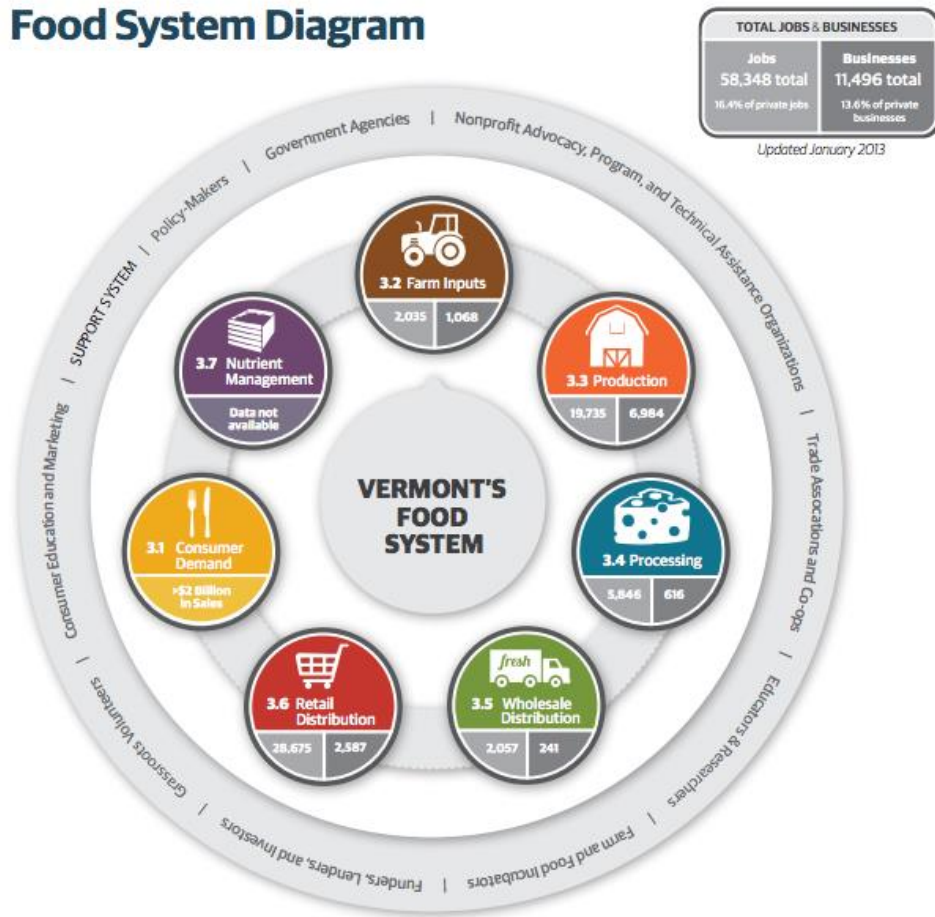 Food System Diagram
TOTAL JOBS & BUSINESSES
Jobs
58,348 total
16.4% of private jobs
Businesses
11,496 total
13.6% of private
businesses
Updated January 2013
SUPPORT SYSTEM | Policy-Makers | Government Agencies | Nonprofit Advocacy, Program, and Technical Assistance Organizations | Trade Assocations and Co-ops | Educators & Researchers | Farm and Food Incubators | Funders, Lenders, and Investors | Grassroots Volunteers | Consumer Education and Marketing |
3.2 Farm Inputs
2,035 1,068
3.3 Production
19,735 6,984
fresh
3.4 Processing
5,846 616
3.5 Wholesale
Distribution
2,057 241
3.6 Retail
Distribution
28,675 2,587
3.1 Consumer
Demand
>$2 Billion
in Sales
3.7 Nutrient
Management
Data not
available
VERMONT'S
FOOD
SYSTEM